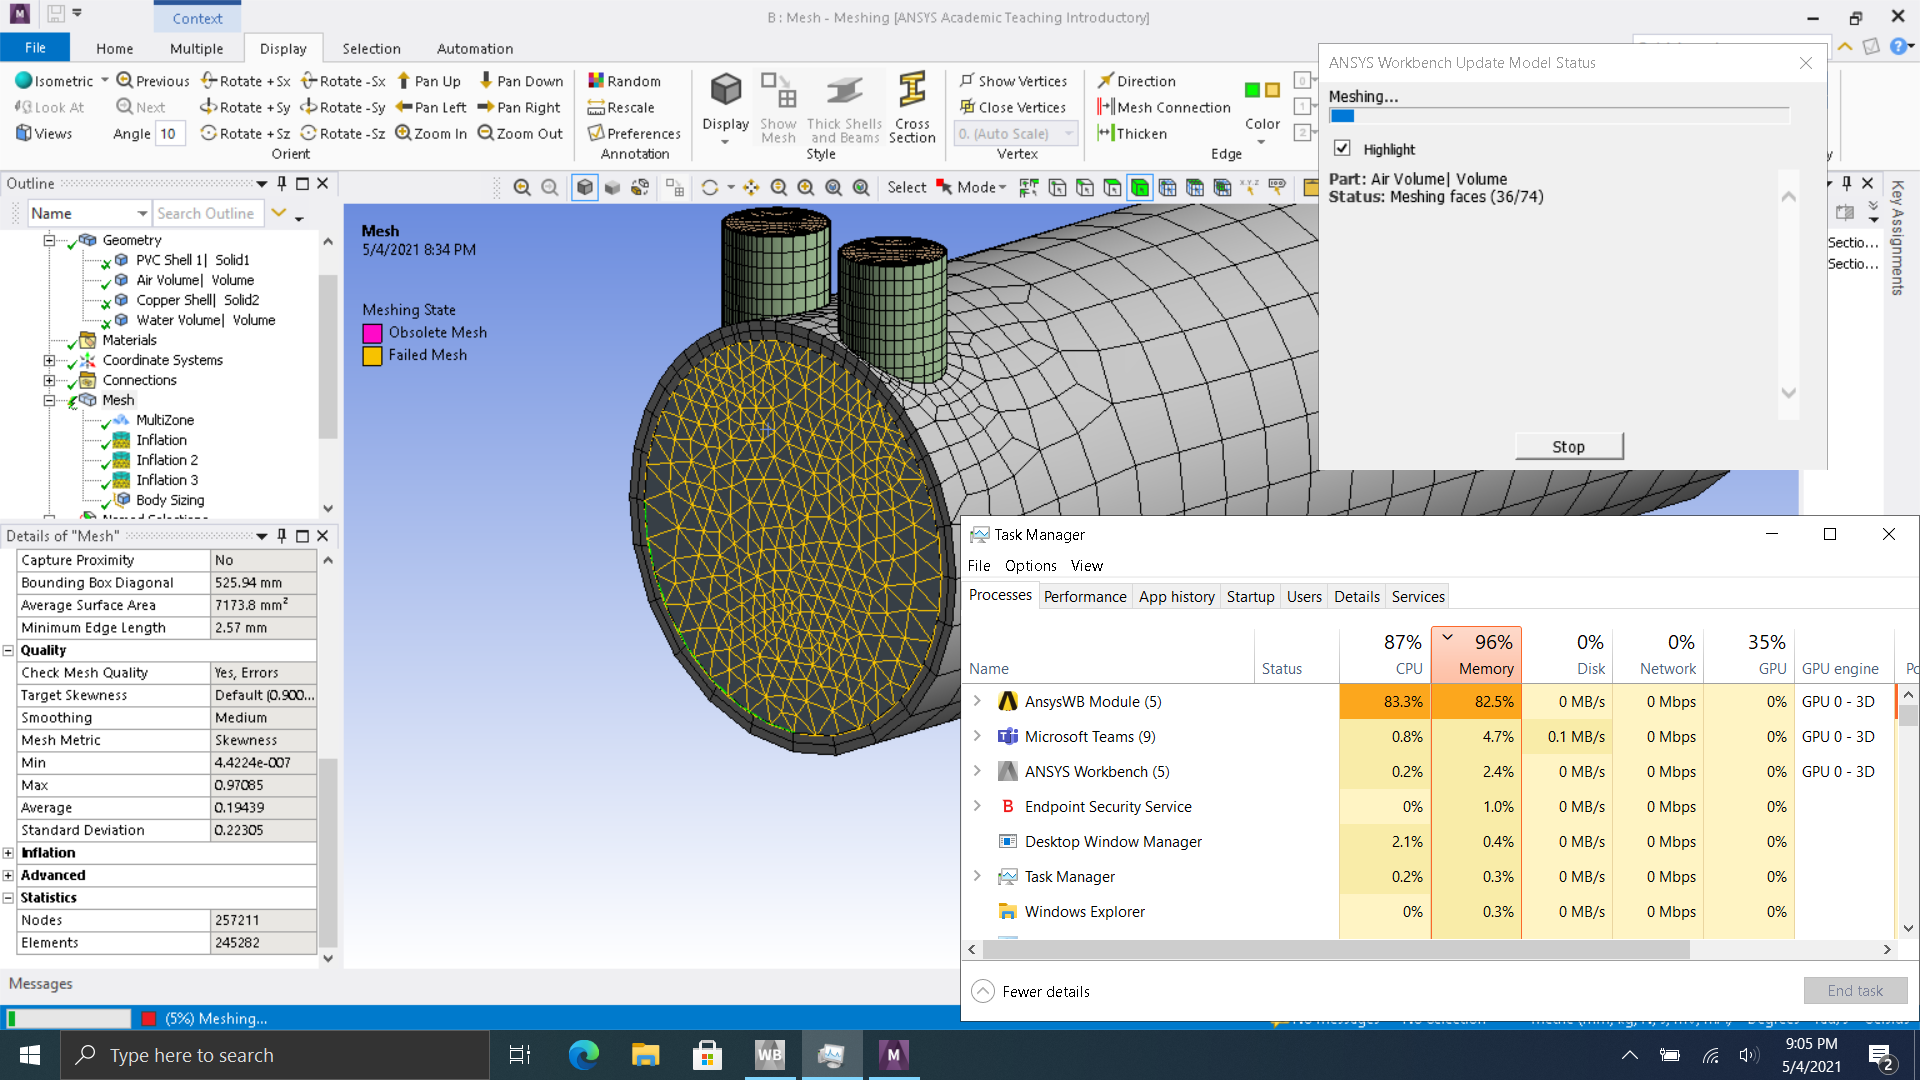 B : Mesh - Meshing [ANSYS Academic Teaching Introductory]
Context
File Home Multiple Display Selection Automation
Isometric Previous Rotate +Sx Rotate -Sx Pan Up Pan Down Random Show Vertices Direction
Look At Next Rotate +Sy Rotate -Sy Pan Left Pan Right Rescale Close Vertices Mesh Connection
Views Angle 10 Rotate +Sz Rotate -Sz Zoom In Zoom Out Preferences 0. (Auto Scale) Thicken
Display Show Mesh Thick Shells and Beams Cross Section Color
Orient Annotation Style Vertex Edge
ANSYS Workbench Update Model Status
Meshing...
Highlight
Part: Air Volume| Volume
Status: Meshing faces (36/74)
Stop
Key Assignments
Sectio...
Sectio...
Select Mode
Outline
Name Search Outline
Geometry
PVC Shell 1| Solid1
Air Volume| Volume
Copper Shell| Solid2
Water Volume| Volume
Materials
Coordinate Systems
Connections
Mesh
MultiZone
Inflation
Inflation 2
Inflation 3
Body Sizing
Mesh
5/4/2021 8:34 PM
Meshing State
Obsolete Mesh
Failed Mesh
Details of "Mesh"
Capture Proximity No
Bounding Box Diagonal 525.94 mm
Average Surface Area 7173.8 mm²
Minimum Edge Length 2.57 mm
Quality
Check Mesh Quality Yes, Errors
Target Skewness Default (0.900...
Smoothing Medium
Mesh Metric Skewness
Min 4.4224e-007
Max 0.97085
Average 0.19439
Standard Deviation 0.22305
Inflation
Advanced
Statistics
Nodes 257211
Elements 245282
Messages
(5%) Meshing...
Task Manager
File Options View
Processes Performance App history Startup Users Details Services
87% 96% 0% 0% 35%
Name Status CPU Memory Disk Network GPU GPU engine Po
AnsysWB Module (5) 83.3% 82.5% 0 MB/s 0 Mbps 0% GPU 0 - 3D
Microsoft Teams (9) 0.8% 4.7% 0.1 MB/s 0 Mbps 0% GPU 0 - 3D
ANSYS Workbench (5) 0.2% 2.4% 0 MB/s 0 Mbps 0% GPU 0 - 3D
Endpoint Security Service 0% 1.0% 0 MB/s 0 Mbps 0%
Desktop Window Manager 2.1% 0.4% 0 MB/s 0 Mbps 0%
Task Manager 0.2% 0.3% 0 MB/s 0 Mbps 0%
Windows Explorer 0% 0.3% 0 MB/s 0 Mbps 0%
Fewer details
End task
Type here to search
WB
M
9:05 PM
5/4/2021
2